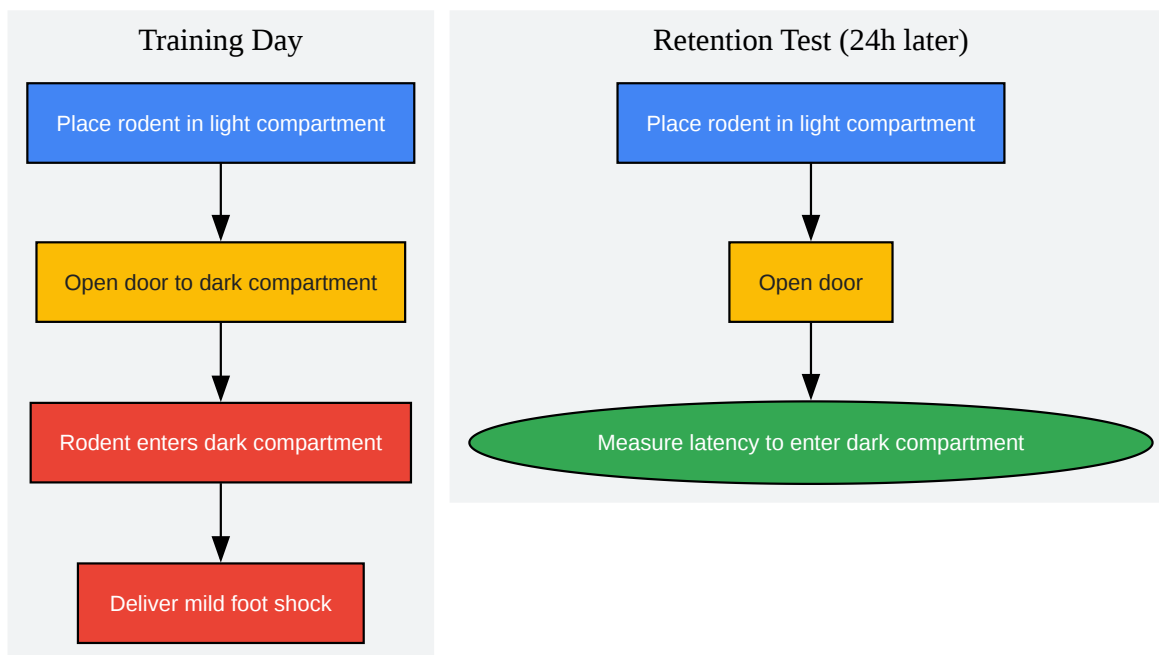 Training Day
Place rodent in light compartment
Open door to dark compartment
Rodent enters dark compartment
Deliver mild foot shock
Retention Test (24h later)
Place rodent in light compartment
Open door
Measure latency to enter dark compartment